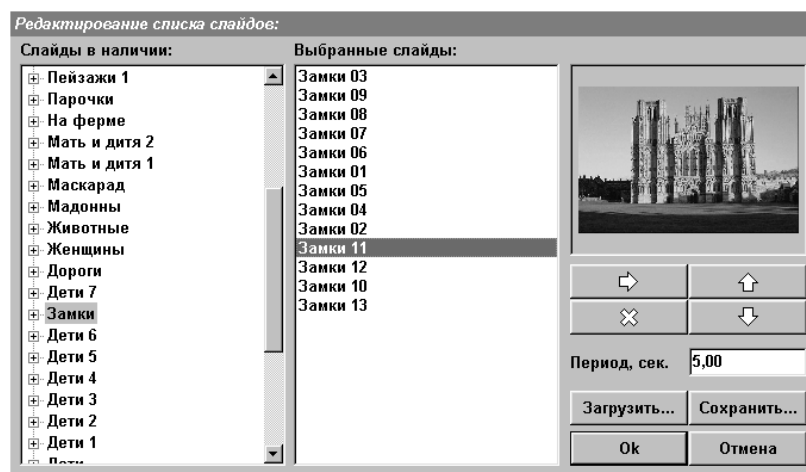 Редактирование списка слайдов:
Слайды в наличии:
Выбранные слайды:
Пейзажи 1
Парочки
На ферме
Мать и дитя 2
Мать и дитя 1
Маскарад
Мадонны
Животные
Женщины
Дороги
Дети 7
Замки
Дети 6
Дети 5
Дети 4
Дети 3
Дети 2
Дети 1
Замки 03
Замки 09
Замки 08
Замки 07
Замки 06
Замки 01
Замки 05
Замки 04
Замки 02
Замки 11
Замки 12
Замки 10
Замки 13
Период, сек. 5,00
Загрузить... Сохранить...
Ok Отмена